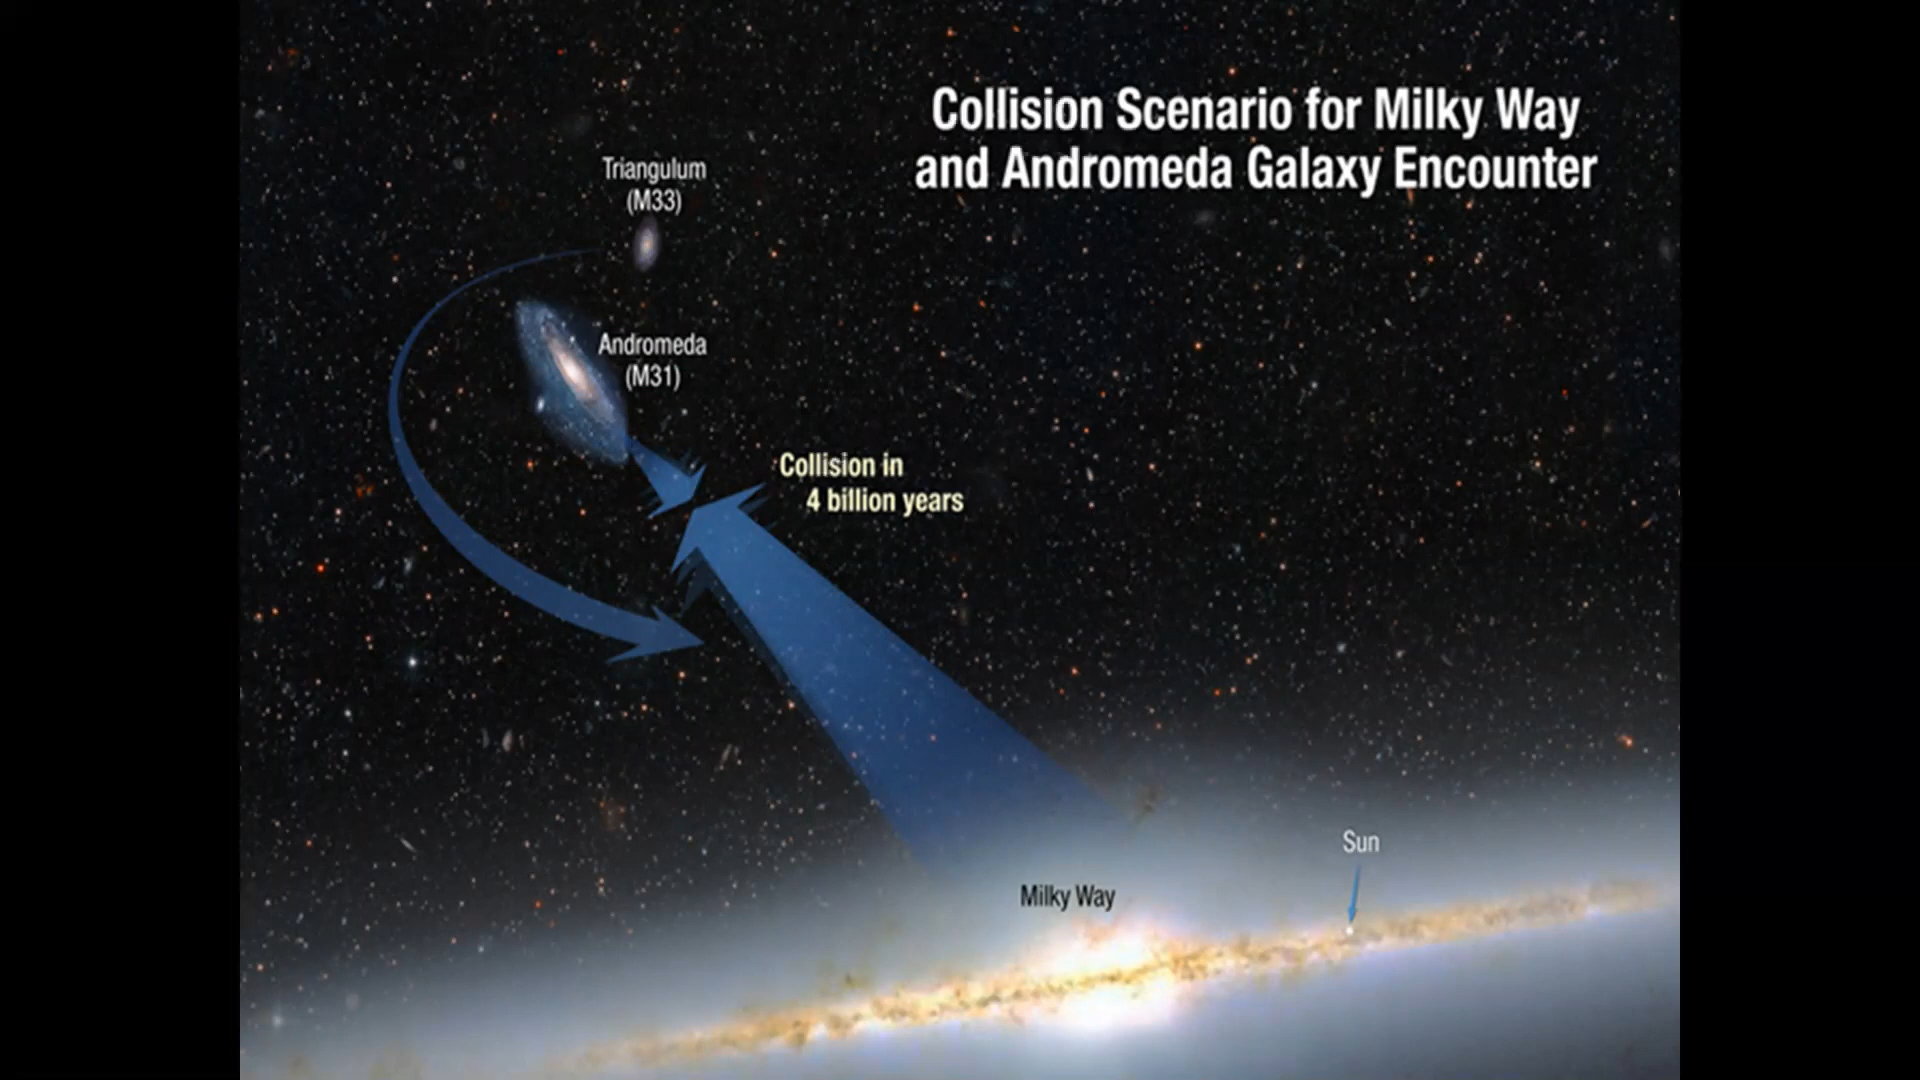 Collision Scenario for Milky Way
and Andromeda Galaxy Encounter
Triangulum
(M33)
Andromeda
(M31)
Collision in
4 billion years
Sun
Milky Way